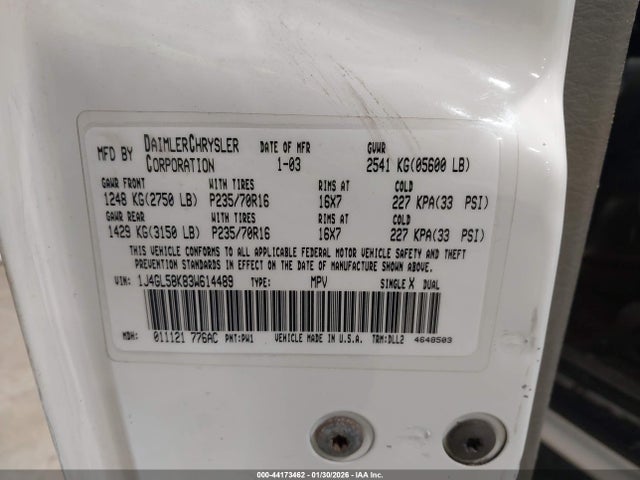 MFD BY DAIMLERCHRYSLER CORPORATION DATE OF MFR 1-03 GVWR 2541 KG(05600 LB)
GAWR FRONT WITH TIRES RIMS AT COLD
1248 KG(2750 LB) P235/70R16 16X7 227 KPA(33 PSI)
GAWR REAR WITH TIRES RIMS AT COLD
1429 KG(3150 LB) P235/70R16 16X7 227 KPA(33 PSI)
THIS VEHICLE CONFORMS TO ALL APPLICABLE FEDERAL MOTOR VEHICLE SAFETY AND THEFT
PREVENTION STANDARDS IN EFFECT ON THE DATE OF MANUFACTURE SHOWN ABOVE.
VIN: 1J4GL58K83W614489 TYPE: MPV SINGLE X DUAL
MDH: 011121 776AC PNT:PW1 VEHICLE MADE IN U.S.A. TRM:DLL2 4648503
000-44173462 - 01/30/2026 - IAA Inc.